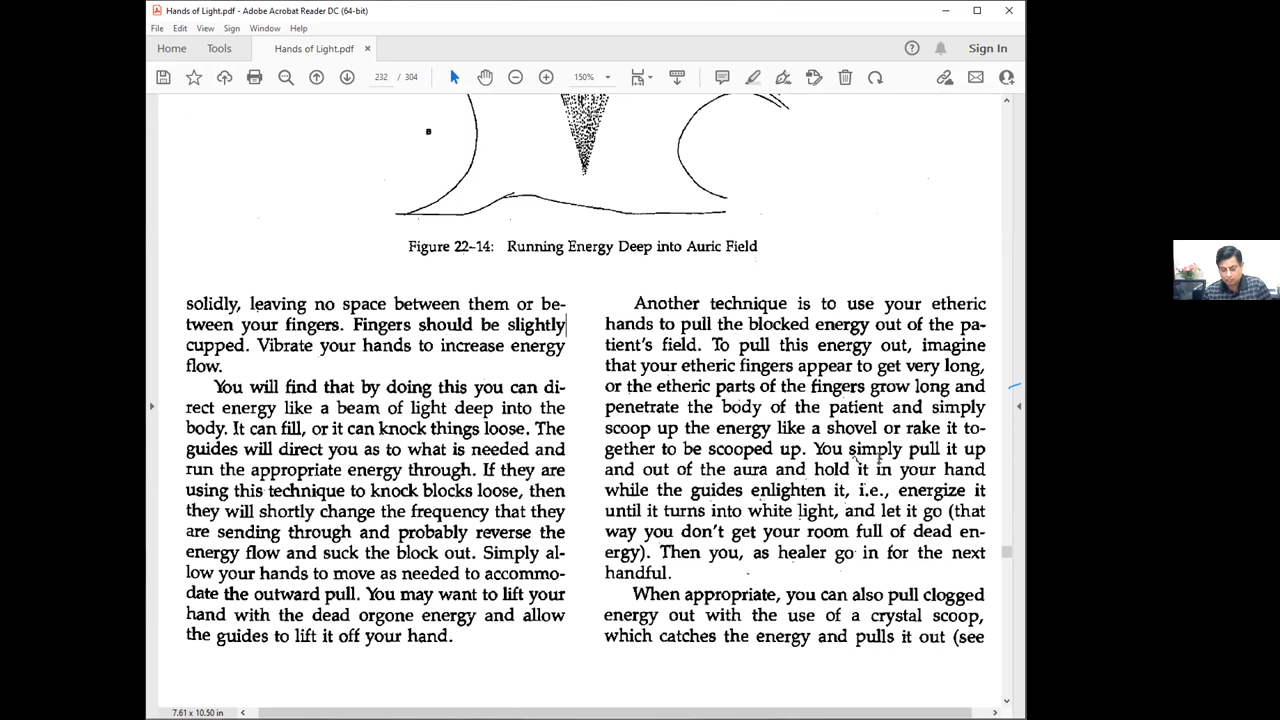 Hands of Light.pdf - Adobe Acrobat Reader DC (64-bit)
File Edit View Sign Window Help
Home Tools Hands of Light.pdf × Sign In
232 / 304 150%
B
Figure 22–14: Running Energy Deep into Auric Field
solidly, leaving no space between them or be-
tween your fingers. Fingers should be slightly
cupped. Vibrate your hands to increase energy
flow.
You will find that by doing this you can di-
rect energy like a beam of light deep into the
body. It can fill, or it can knock things loose. The
guides will direct you as to what is needed and
run the appropriate energy through. If they are
using this technique to knock blocks loose, then
they will shortly change the frequency that they
are sending through and probably reverse the
energy flow and suck the block out. Simply al-
low your hands to move as needed to accommo-
date the outward pull. You may want to lift your
hand with the dead orgone energy and allow
the guides to lift it off your hand.
Another technique is to use your etheric
hands to pull the blocked energy out of the pa-
tient's field. To pull this energy out, imagine
that your etheric fingers appear to get very long,
or the etheric parts of the fingers grow long and
penetrate the body of the patient and simply
scoop up the energy like a shovel or rake it to-
gether to be scooped up. You simply pull it up
and out of the aura and hold it in your hand
while the guides enlighten it, i.e., energize it
until it turns into white light, and let it go (that
way you don't get your room full of dead en-
ergy). Then you, as healer go in for the next
handful.
When appropriate, you can also pull clogged
energy out with the use of a crystal scoop,
which catches the energy and pulls it out (see
7.61 x 10.50 in